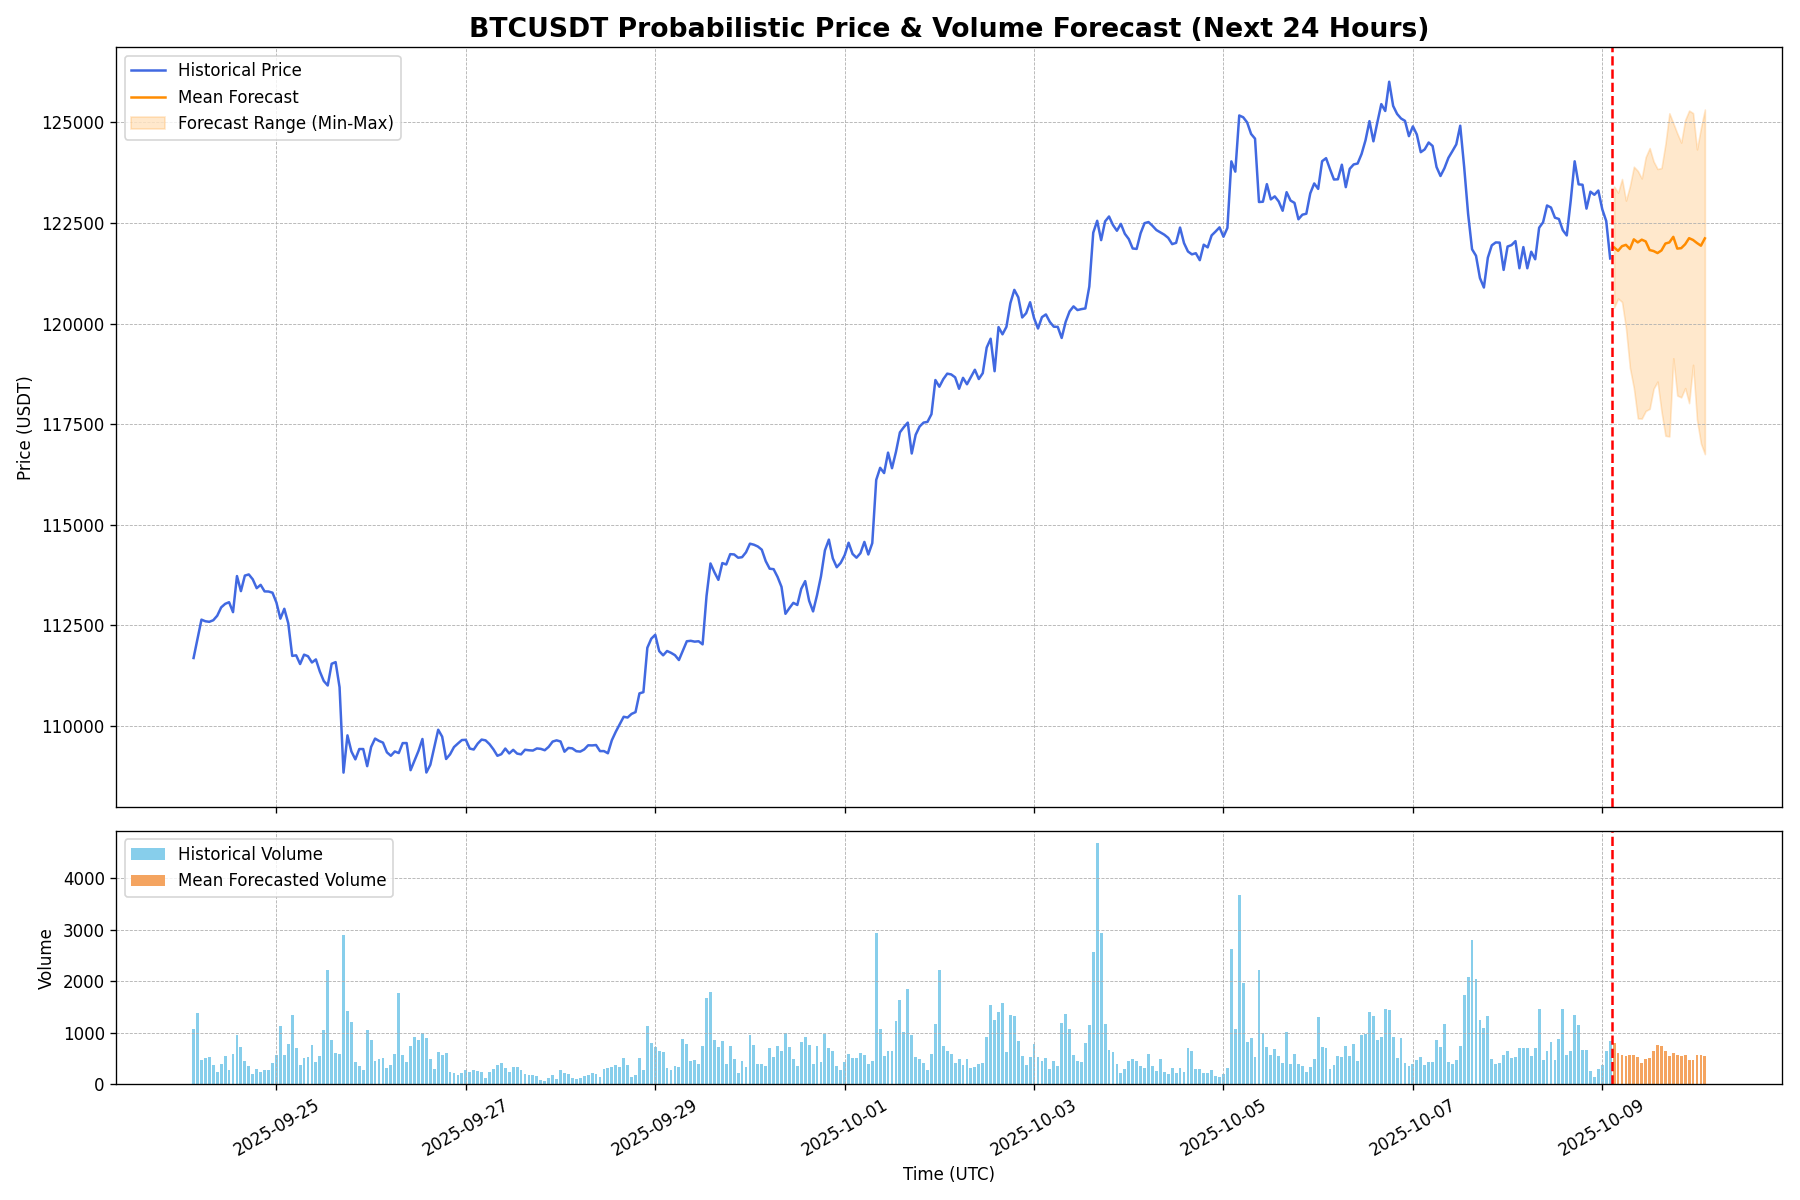 BTCUSDT Probabilistic Price & Volume Forecast (Next 24 Hours)
Historical Price
Mean Forecast
Forecast Range (Min-Max)
125000
122500
120000
117500
115000
112500
110000
Price (USDT)
Historical Volume
Mean Forecasted Volume
4000
3000
2000
1000
0
Volume
2025-09-25
2025-09-27
2025-09-29
2025-10-01
2025-10-03
2025-10-05
2025-10-07
2025-10-09
Time (UTC)